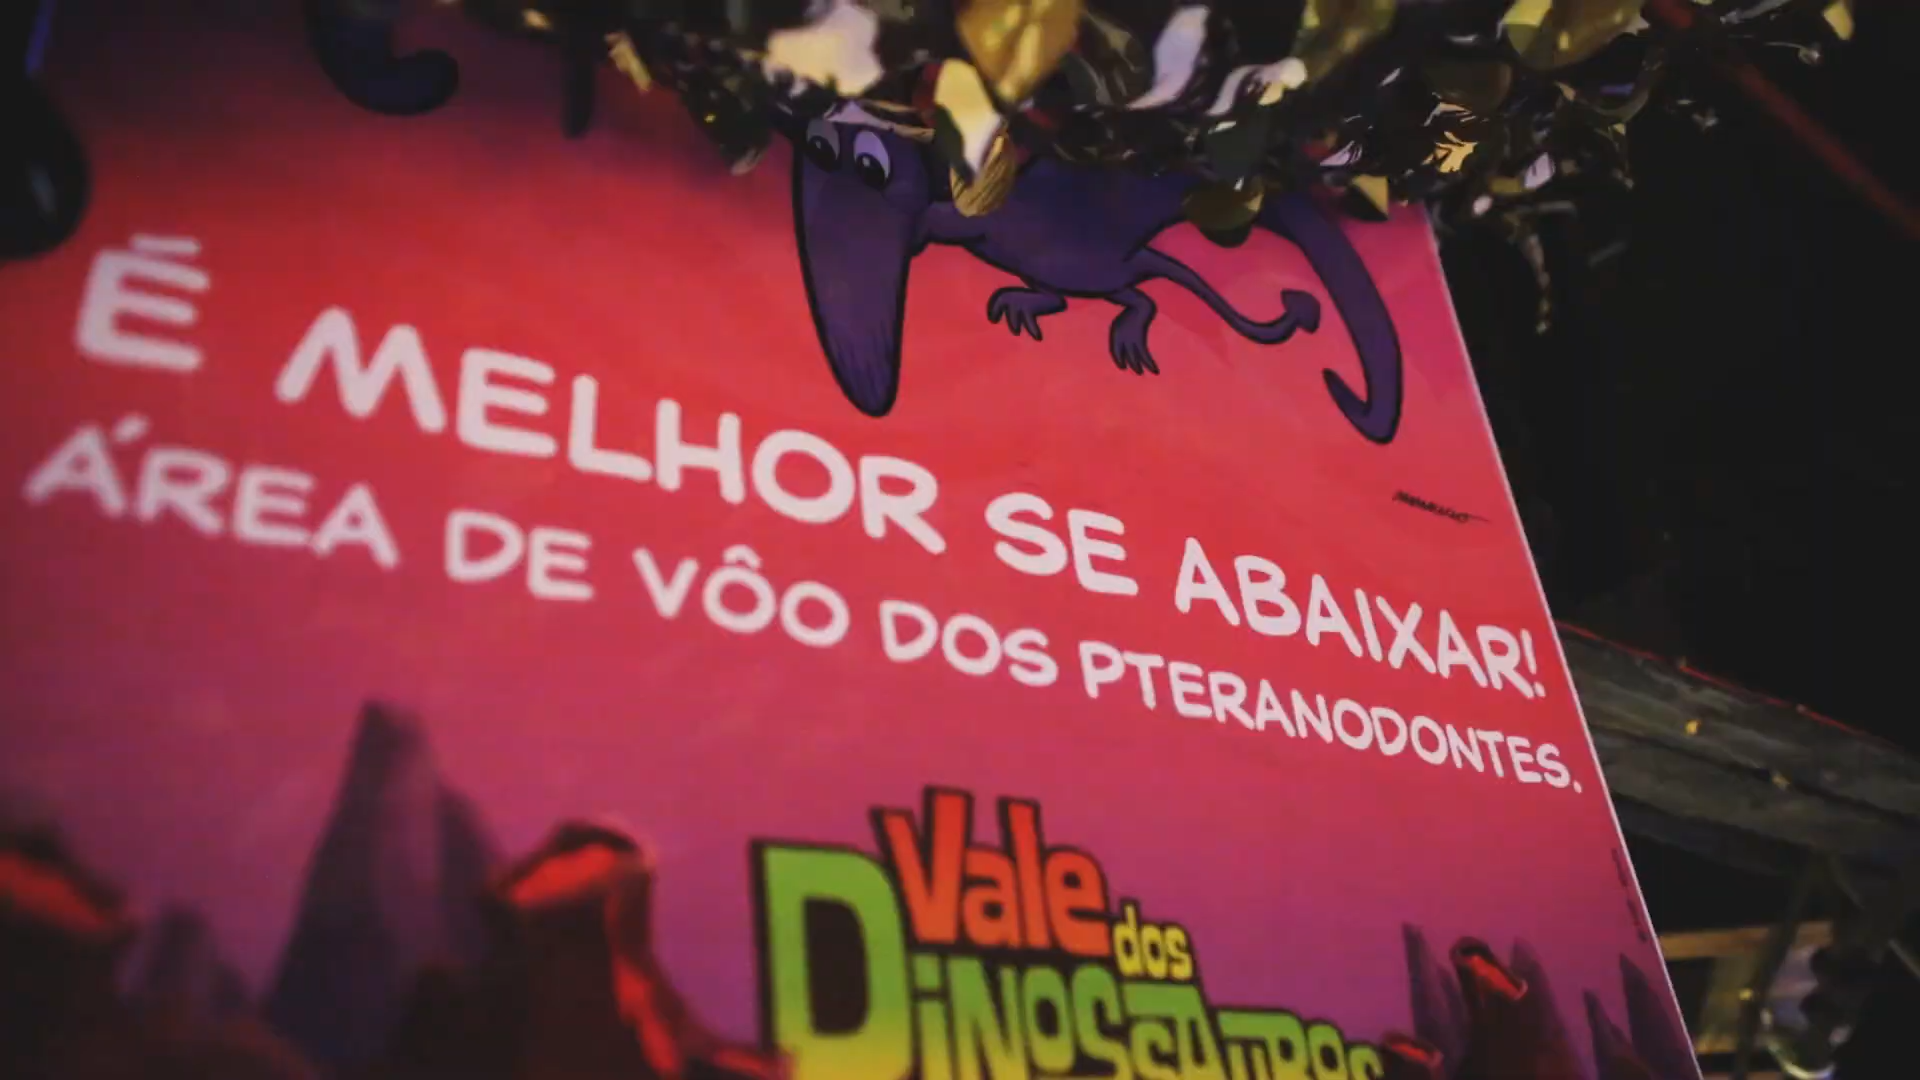 É MELHOR SE ABAIXAR!
ÁREA DE VÔO DOS PTERANODONTES.
Vale dos
DINOSSAUROS